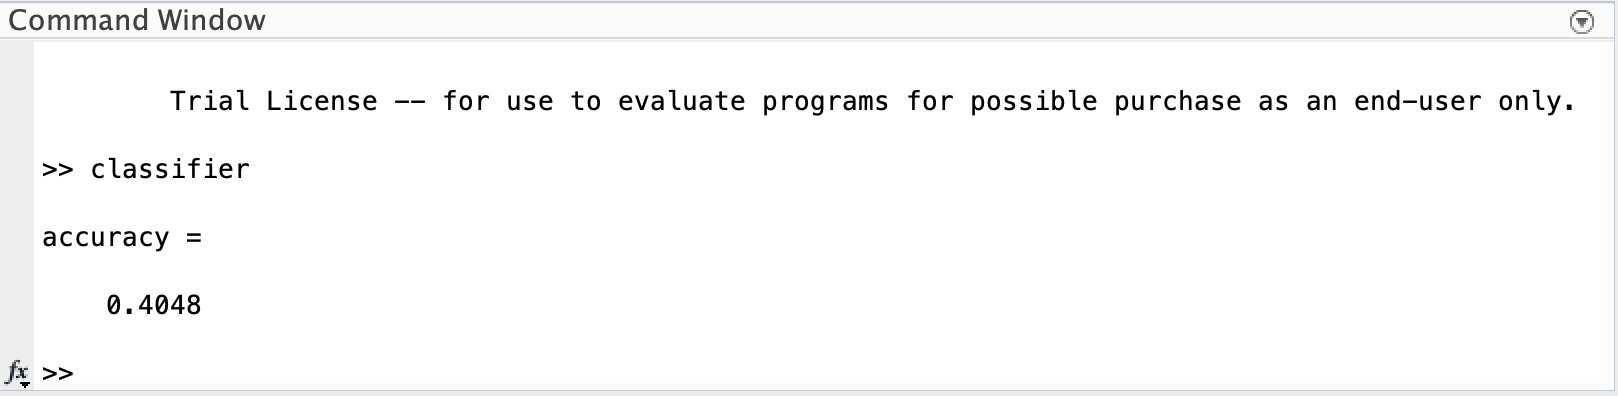 Command Window
Trial License -- for use to evaluate programs for possible purchase as an end-user only.
>> classifier
accuracy =
0.4048
fx >>